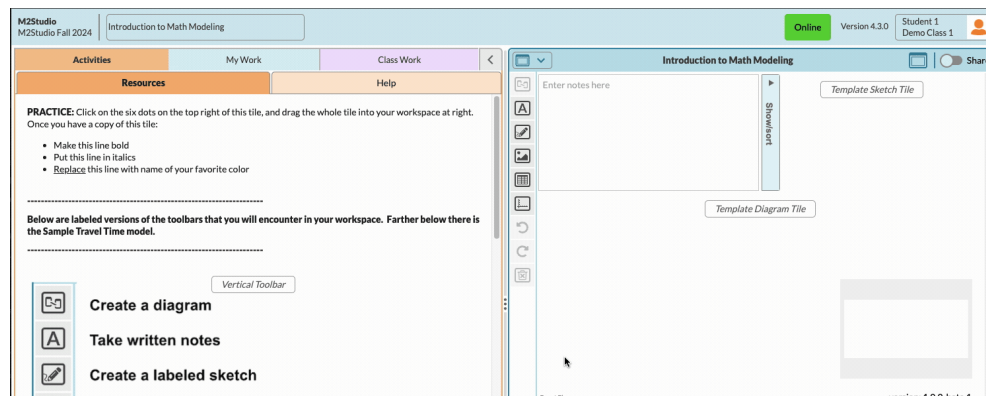 M2Studio
M2Studio Fall 2024
Introduction to Math Modeling
Online
Version 4.3.0
Student 1
Demo Class 1
Activities
My Work
Class Work
Resources
Help
PRACTICE: Click on the six dots on the top right of this tile, and drag the whole tile into your workspace at right.
Once you have a copy of this tile:
• Make this line bold
• Put this line in italics
• Replace this line with name of your favorite color
----------------------------------------------------------------------
Below are labeled versions of the toolbars that you will encounter in your workspace. Farther below there is
the Sample Travel Time model.
----------------------------------------------------------------------
Vertical Toolbar
Create a diagram
A
Take written notes
Create a labeled sketch
Introduction to Math Modeling
Shar
A
Enter notes here
Show/sort
Template Sketch Tile
Template Diagram Tile